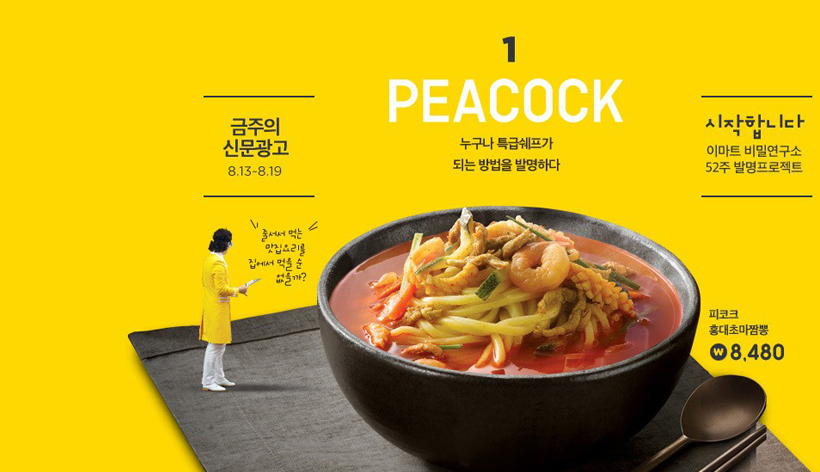 1
PEACOCK
누구나 특급쉐프가
되는 방법을 발명하다
금주의
신문광고
8.13~8.19
시작합니다
이마트 비밀연구소
52주 발명프로젝트
줄서서 먹는
맛집요리를
집에서 먹을 순
없을까?
피코크
홍대초마짬뽕
₩8,480